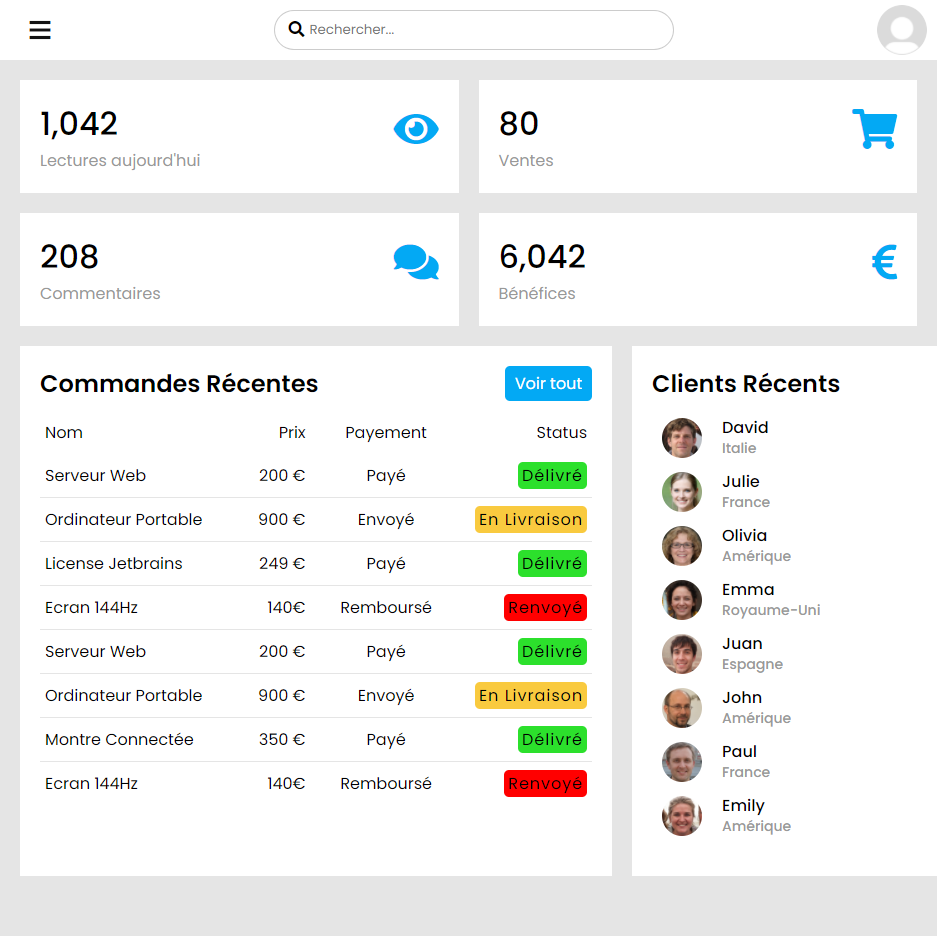 Rechercher...
1,042
Lectures aujourd'hui
80
Ventes
208
Commentaires
6,042
Bénéfices
€
Commandes Récentes
Voir tout
Nom Prix Payement Status
Serveur Web 200 € Payé Délivré
Ordinateur Portable 900 € Envoyé En Livraison
License Jetbrains 249 € Payé Délivré
Ecran 144Hz 140€ Remboursé Renvoyé
Serveur Web 200 € Payé Délivré
Ordinateur Portable 900 € Envoyé En Livraison
Montre Connectée 350 € Payé Délivré
Ecran 144Hz 140€ Remboursé Renvoyé
Clients Récents
David
Italie
Julie
France
Olivia
Amérique
Emma
Royaume-Uni
Juan
Espagne
John
Amérique
Paul
France
Emily
Amérique